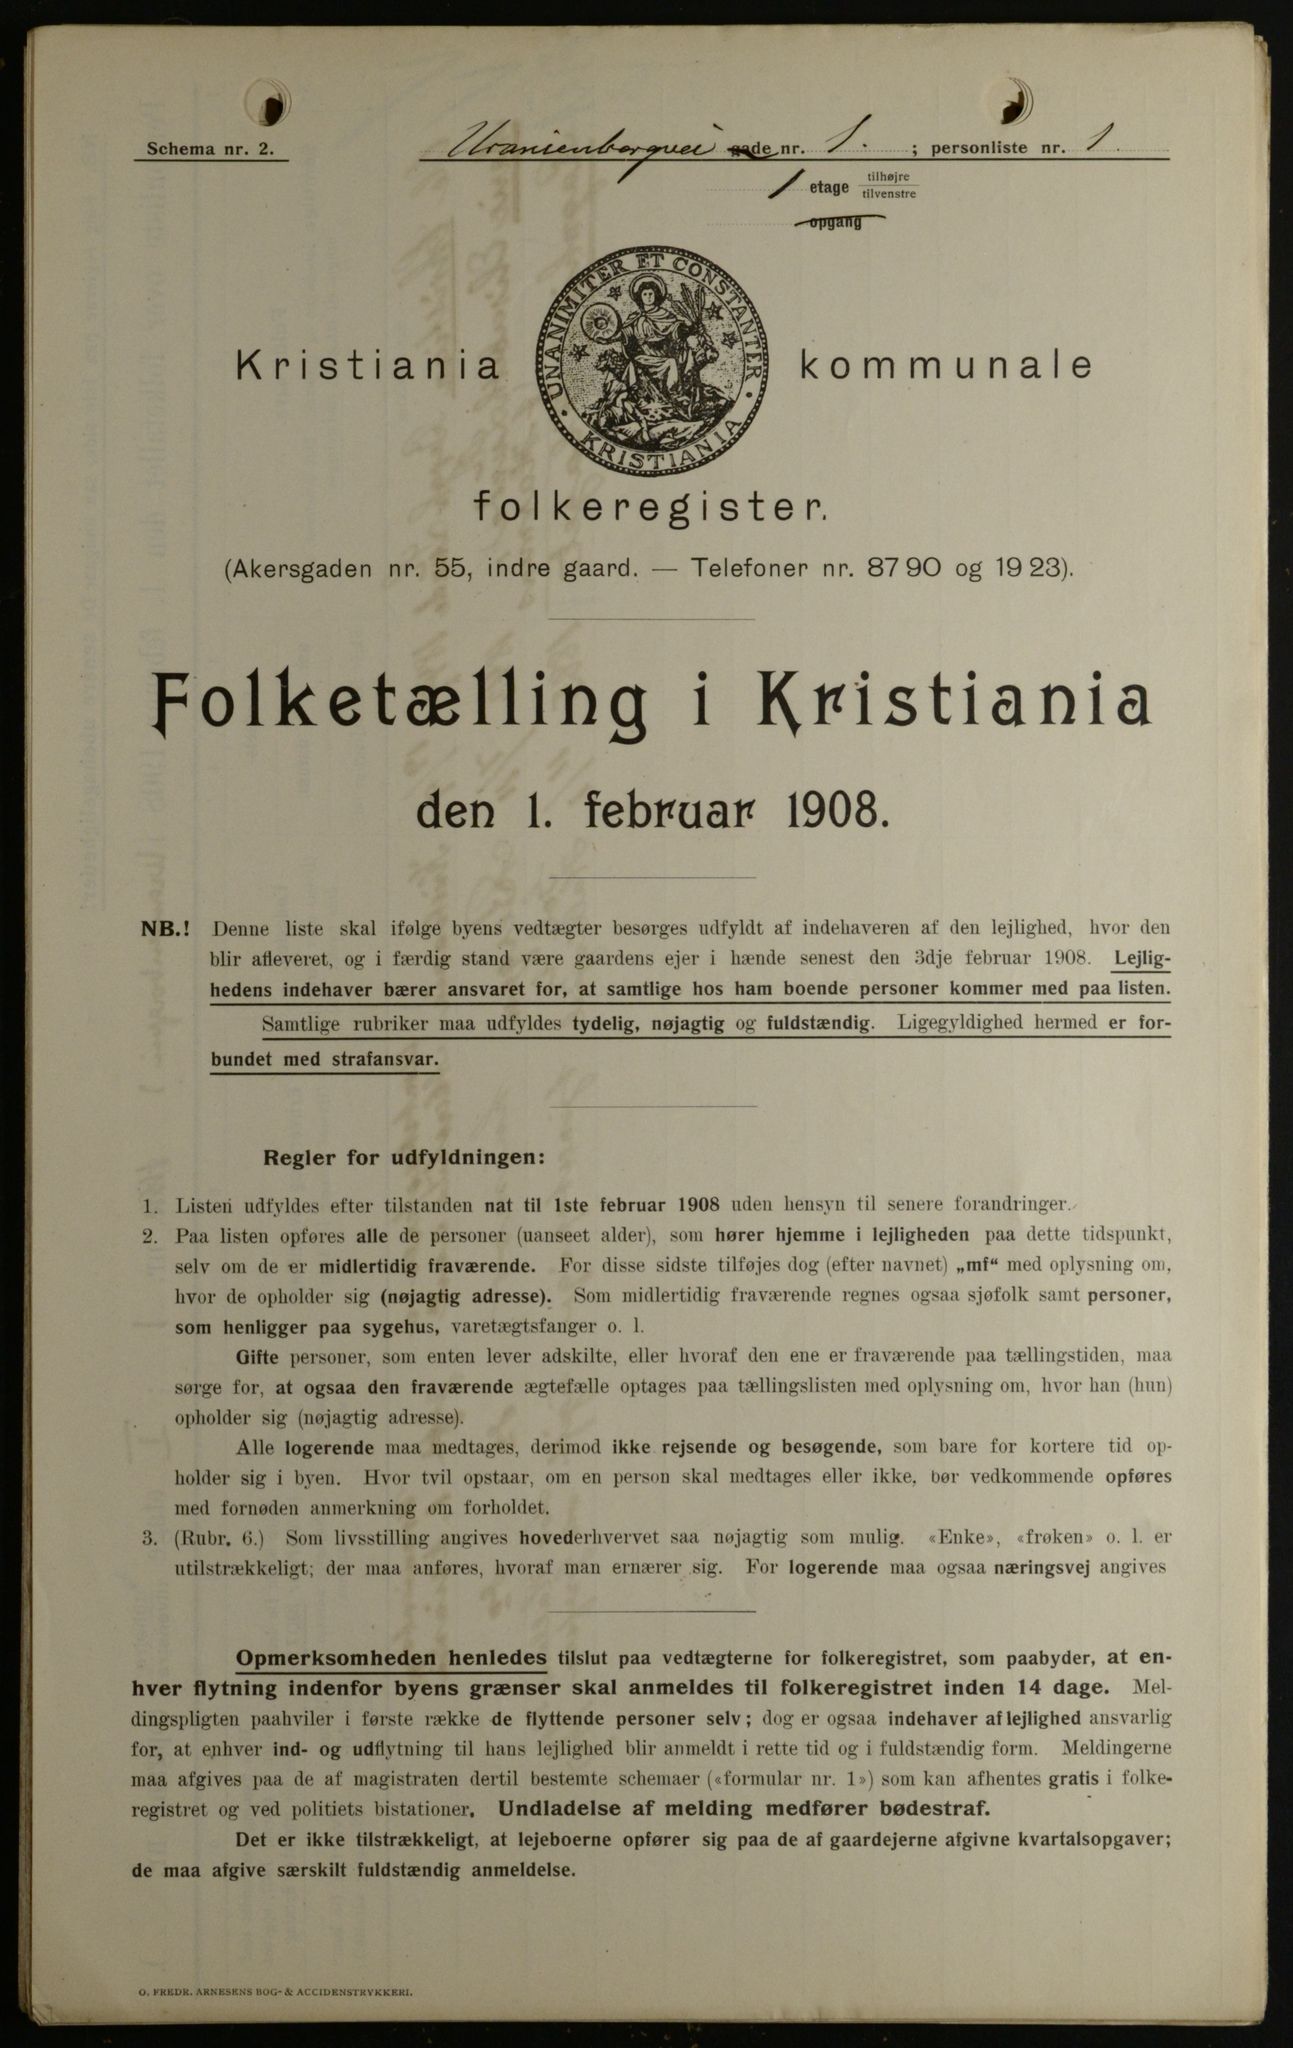 Schema nr. 2.
Uranienborgvei gade nr. 1. ; personliste nr. 1.
1 etage tilhøjre
tilvenstre
opgang
UNANIMITER ET CONSTANTER
KRISTIANIA
Kristiania kommunale
folkeregister.
(Akersgaden nr. 55, indre gaard. — Telefoner nr. 87 90 og 19 23).
Folketælling i Kristiania
den 1. februar 1908.
NB.! Denne liste skal ifølge byens vedtægter besørges udfyldt af indehaveren af den lejlighed, hvor den
blir afleveret, og i færdig stand være gaardens ejer i hænde senest den 3dje februar 1908. Lejlig-
hedens indehaver bærer ansvaret for, at samtlige hos ham boende personer kommer med paa listen.
Samtlige rubriker maa udfyldes tydelig, nøjagtig og fuldstændig. Ligegyldighed hermed er for-
bundet med strafansvar.
Regler for udfyldningen:
1. Listen udfyldes efter tilstanden nat til 1ste februar 1908 uden hensyn til senere forandringer.
2. Paa listen opføres alle de personer (uanseet alder), som hører hjemme i lejligheden paa dette tidspunkt,
selv om de er midlertidig fraværende. For disse sidste tilføjes dog (efter navnet) „mf“ med oplysning om,
hvor de opholder sig (nøjagtig adresse). Som midlertidig fraværende regnes ogsaa sjøfolk samt personer,
som henligger paa sygehus, varetægtsfanger o. l.
Gifte personer, som enten lever adskilte, eller hvoraf den ene er fraværende paa tællingstiden, maa
sørge for, at ogsaa den fraværende ægtefælle optages paa tællingslisten med oplysning om, hvor han (hun)
opholder sig (nøjagtig adresse).
Alle logerende maa medtages, derimod ikke rejsende og besøgende, som bare for kortere tid op-
holder sig i byen. Hvor tvil opstaar, om en person skal medtages eller ikke, bør vedkommende opføres
med fornøden anmerkning om forholdet.
3. (Rubr. 6.) Som livsstilling angives hovederhvervet saa nøjagtig som mulig. «Enke», «frøken» o. l. er
utilstrækkeligt; der maa anføres, hvoraf man ernærer sig. For logerende maa ogsaa næringsvej angives
Opmerksomheden henledes tilslut paa vedtægterne for folkeregistret, som paabyder, at en-
hver flytning indenfor byens grænser skal anmeldes til folkeregistret inden 14 dage. Mel-
dingspligten paahviler i første række de flyttende personer selv; dog er ogsaa indehaver af lejlighed ansvarlig
for, at enhver ind- og udflytning til hans lejlighed blir anmeldt i rette tid og i fuldstændig form. Meldingerne
maa afgives paa de af magistraten dertil bestemte schemaer («formular nr. 1») som kan afhentes gratis i folke-
registret og ved politiets bistationer. Undladelse af melding medfører bødestraf.
Det er ikke tilstrækkeligt, at lejeboerne opfører sig paa de af gaardejerne afgivne kvartalsopgaver;
de maa afgive særskilt fuldstændig anmeldelse.
O. FREDR. ARNESENS BOG- & ACCIDENSTRYKKERI.